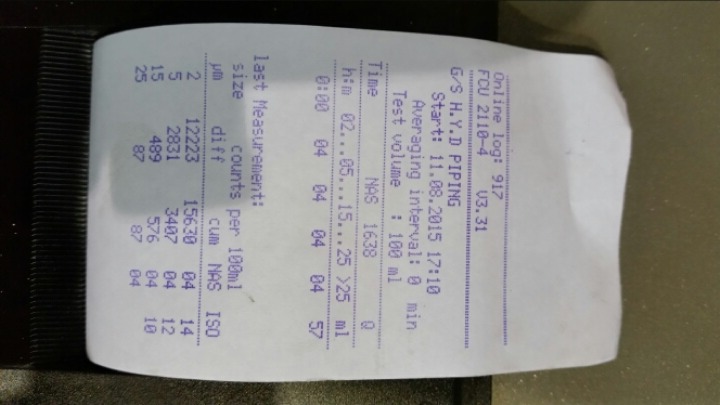 Online log: 917
FCU 2110-4 V3.31
G/S H.Y.D PIPING
Start: 11.08.2015 17:10
Averaging interval: 0 min
Test volume : 100 ml
Time NAS 1638 Q
h:m 02...05...15...25 >25 ml
0:00 04 04 04 04 57
last Measurement:
size counts per 100ml
µm diff cum NAS ISO
2 12223 15630 04 14
5 2831 3407 04 12
15 489 576 04 10
25 87 87 04